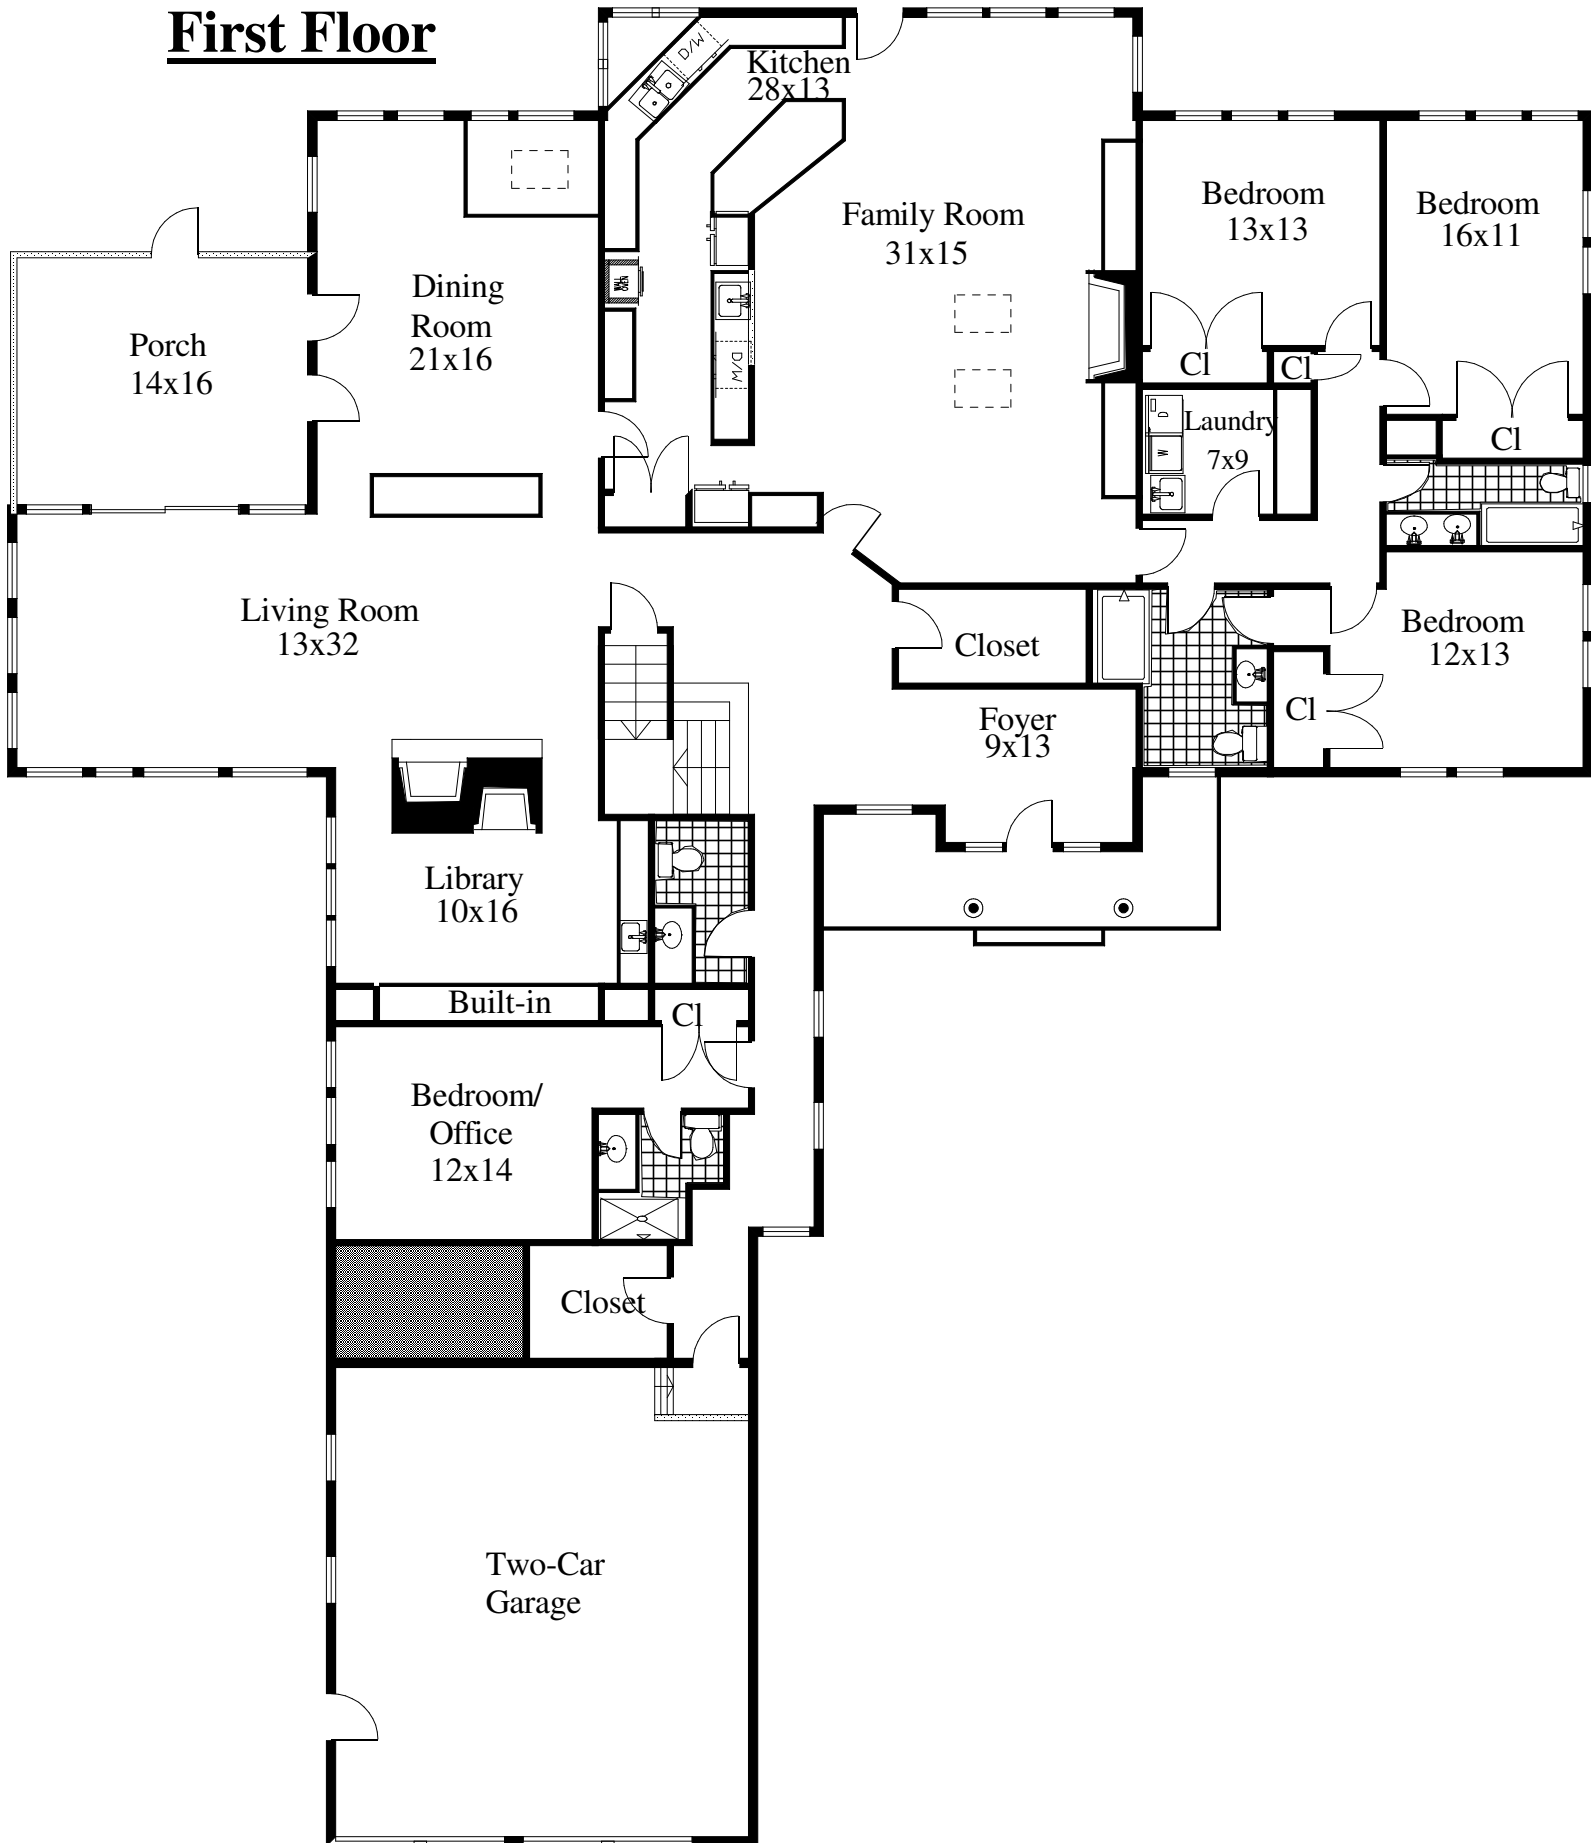 First Floor
D/W
Kitchen
28x13
Family Room
31x15
Bedroom
13x13
Bedroom
16x11
Dining
Room
21x16
Porch
14x16
WALL
OVEN
D/W
Cl
Cl
Cl
D
W
Laundry
7x9
Living Room
13x32
Closet
Bedroom
12x13
Cl
Foyer
9x13
Library
10x16
Built-in
Cl
Bedroom/
Office
12x14
Closet
Two-Car
Garage